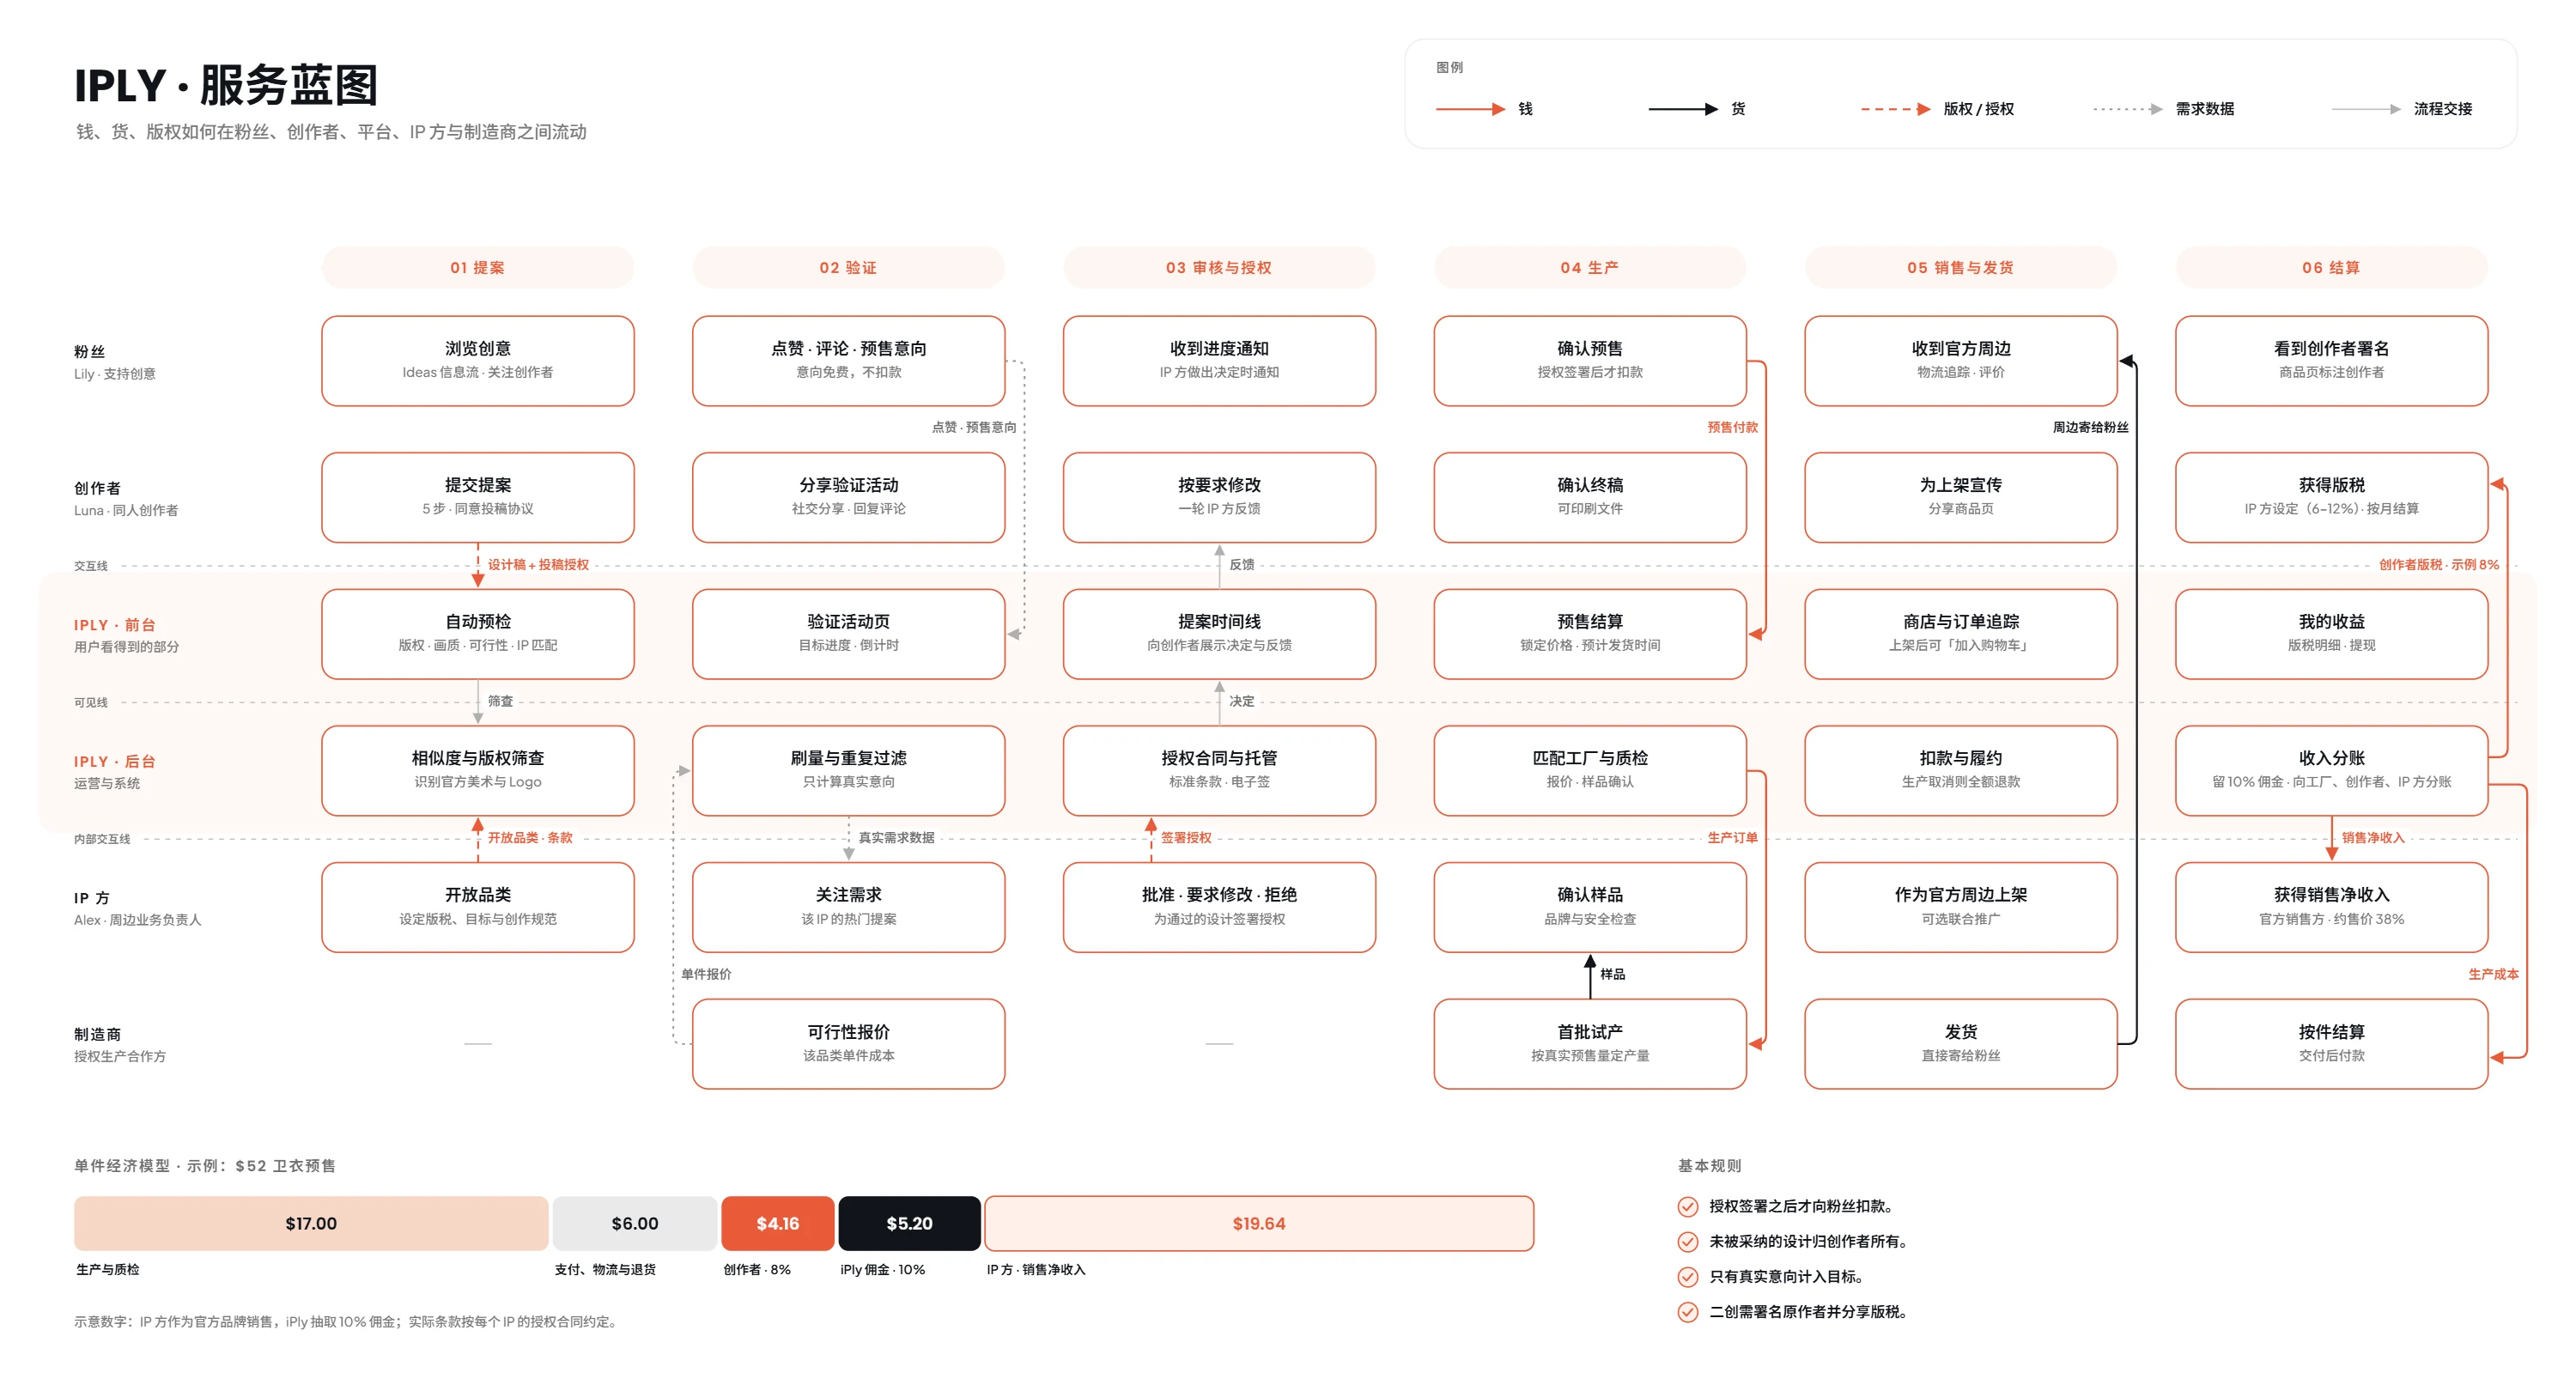 IPLY · 服务蓝图
钱、货、版权如何在粉丝、创作者、平台、IP 方与制造商之间流动
图例
钱
货
版权 / 授权
需求数据
流程交接
01 提案
02 验证
03 审核与授权
04 生产
05 销售与发货
06 结算
粉丝
Lily · 支持创意
浏览创意
Ideas 信息流 · 关注创作者
点赞 · 评论 · 预售意向
意向免费，不扣款
收到进度通知
IP 方做出决定时通知
确认预售
授权签署后才扣款
收到官方周边
物流追踪 · 评价
看到创作者署名
商品页标注创作者
点赞 · 预售意向
预售付款
周边寄给粉丝
创作者
Luna · 同人创作者
提交提案
5 步 · 同意投稿协议
分享验证活动
社交分享 · 回复评论
按要求修改
一轮 IP 方反馈
确认终稿
可印刷文件
为上架宣传
分享商品页
获得版税
IP 方设定（6–12%）· 按月结算
交互线
设计稿 + 投稿授权
反馈
创作者版税 · 示例 8%
IPLY · 前台
用户看得到的部分
自动预检
版权 · 画质 · 可行性 · IP 匹配
验证活动页
目标进度 · 倒计时
提案时间线
向创作者展示决定与反馈
预售结算
锁定价格 · 预计发货时间
商店与订单追踪
上架后可「加入购物车」
我的收益
版税明细 · 提现
可见线
筛查
决定
IPLY · 后台
运营与系统
相似度与版权筛查
识别官方美术与 Logo
刷量与重复过滤
只计算真实意向
授权合同与托管
标准条款 · 电子签
匹配工厂与质检
报价 · 样品确认
扣款与履约
生产取消则全额退款
收入分账
留 10% 佣金 · 向工厂、创作者、IP 方分账
内部交互线
开放品类 · 条款
真实需求数据
签署授权
生产订单
销售净收入
IP 方
Alex · 周边业务负责人
开放品类
设定版税、目标与创作规范
关注需求
该 IP 的热门提案
批准 · 要求修改 · 拒绝
为通过的设计签署授权
确认样品
品牌与安全检查
作为官方周边上架
可选联合推广
获得销售净收入
官方销售方 · 约售价 38%
单件报价
样品
生产成本
制造商
授权生产合作方
—
可行性报价
该品类单件成本
—
首批试产
按真实预售量定产量
发货
直接寄给粉丝
按件结算
交付后付款
单件经济模型 · 示例：$52 卫衣预售
$17.00
$6.00
$4.16
$5.20
$19.64
生产与质检
支付、物流与退货
创作者 · 8%
iPly 佣金 · 10%
IP 方 · 销售净收入
示意数字：IP 方作为官方品牌销售，iPly 抽取 10% 佣金；实际条款按每个 IP 的授权合同约定。
基本规则
授权签署之后才向粉丝扣款。
未被采纳的设计归创作者所有。
只有真实意向计入目标。
二创需署名原作者并分享版税。